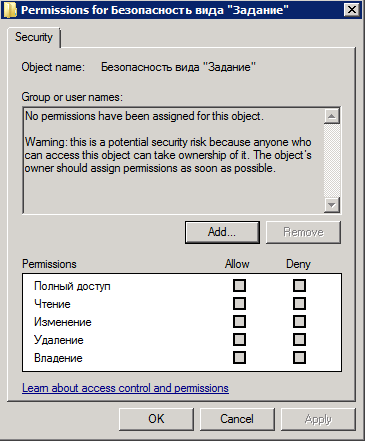 Permissions for Безопасность вида "Задание"
Security
Object name: Безопасность вида "Задание"
Group or user names:
No permissions have been assigned for this object.
Warning: this is a potential security risk because anyone who
can access this object can take ownership of it. The object's
owner should assign permissions as soon as possible.
Add... Remove
Permissions Allow Deny
Полный доступ
Чтение
Изменение
Удаление
Владение
Learn about access control and permissions
OK Cancel Apply